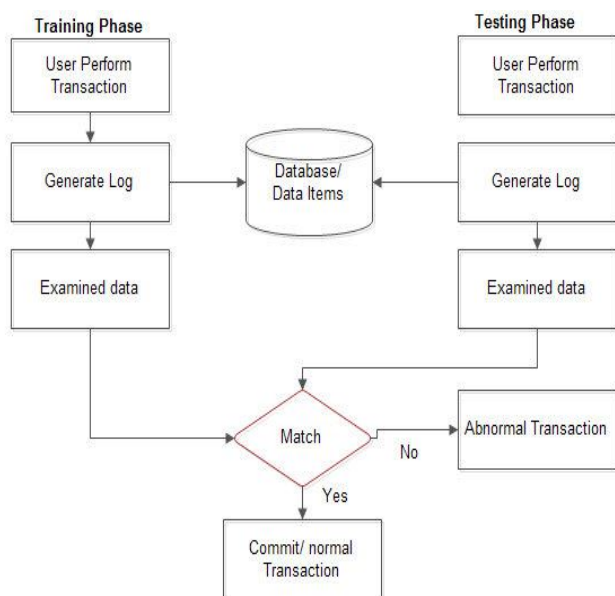 Training Phase
User Perform
Transaction
Generate Log
Examined data
Database/
Data Items
Testing Phase
User Perform
Transaction
Generate Log
Examined data
Match
No
Abnormal Transaction
Yes
Commit/ normal
Transaction